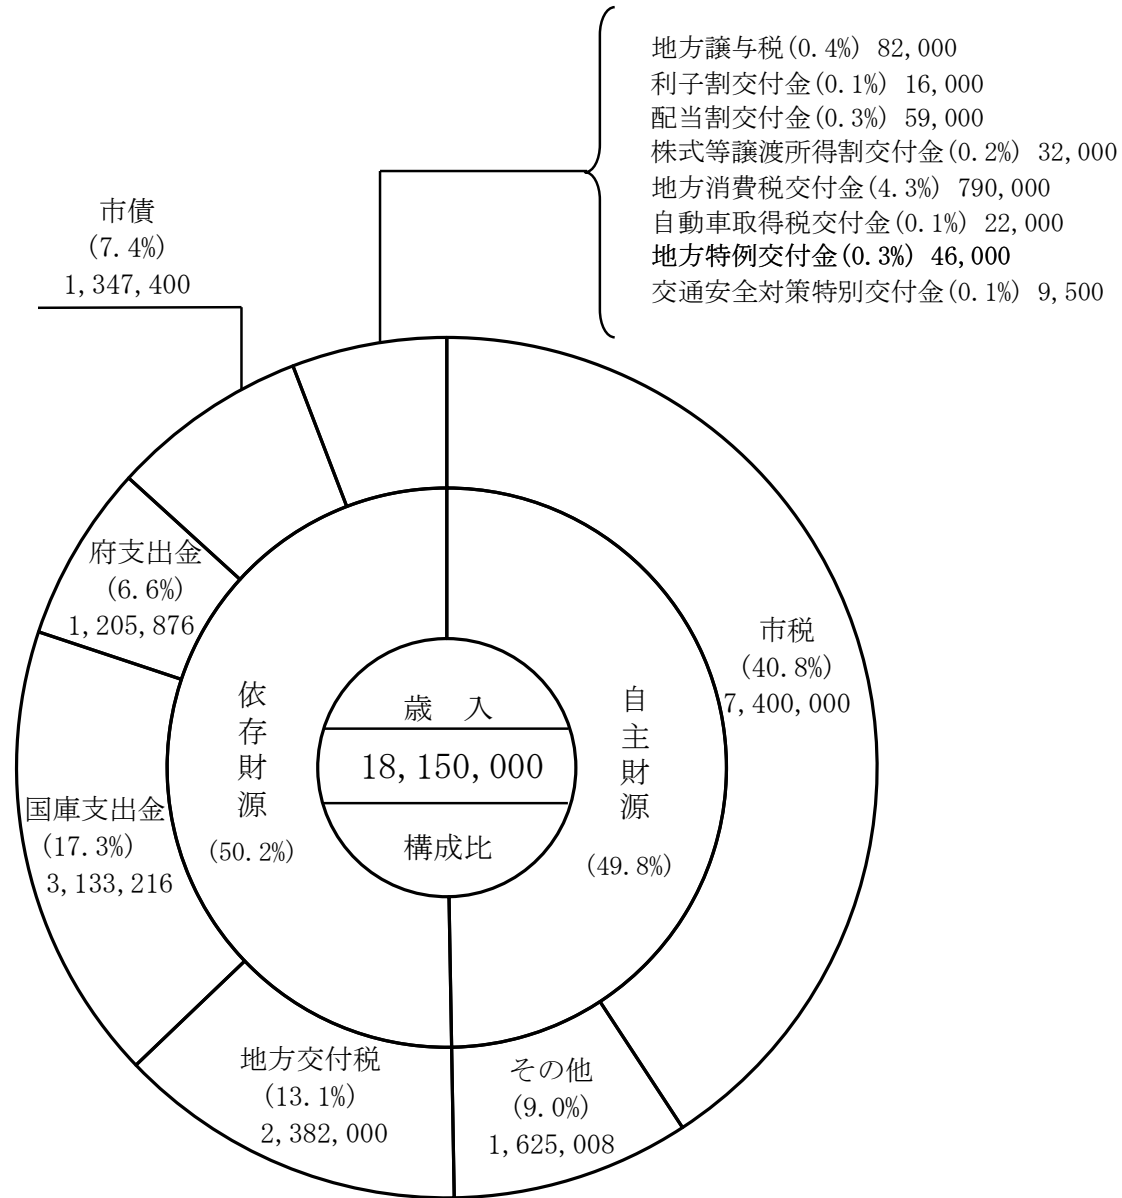 地方譲与税(0.4%) 82,000
利子割交付金(0.1%) 16,000
配当割交付金(0.3%) 59,000
株式等譲渡所得割交付金(0.2%) 32,000
地方消費税交付金(4.3%) 790,000
自動車取得税交付金(0.1%) 22,000
地方特例交付金(0.3%) 46,000
交通安全対策特別交付金(0.1%) 9,500
市債
(7.4%)
1,347,400
府支出金
(6.6%)
1,205,876
市税
(40.8%)
7,400,000
依存財源
(50.2%)
歳 入
18,150,000
構成比
自主財源
(49.8%)
国庫支出金
(17.3%)
3,133,216
地方交付税
(13.1%)
2,382,000
その他
(9.0%)
1,625,008